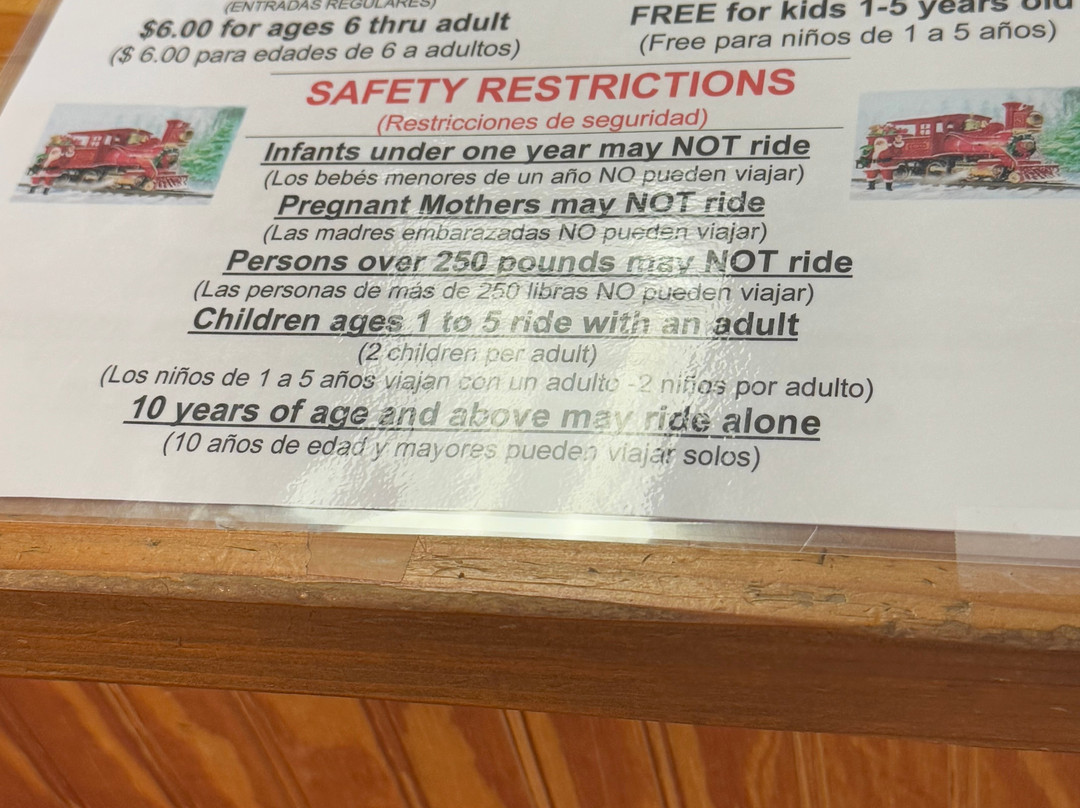 (ENTRADAS REGULARES)
$6.00 for ages 6 thru adult
($ 6.00 para edades de 6 a adultos)
FREE for kids 1-5 years old
(Free para niños de 1 a 5 años)
SAFETY RESTRICTIONS
(Restricciones de seguridad)
Infants under one year may NOT ride
(Los bebés menores de un año NO pueden viajar)
Pregnant Mothers may NOT ride
(Las madres embarazadas NO pueden viajar)
Persons over 250 pounds may NOT ride
(Las personas de más de 250 libras NO pueden viajar)
Children ages 1 to 5 ride with an adult
(2 children per adult)
(Los niños de 1 a 5 años viajan con un adulto -2 niños por adulto)
10 years of age and above may ride alone
(10 años de edad y mayores pueden viajar solos)